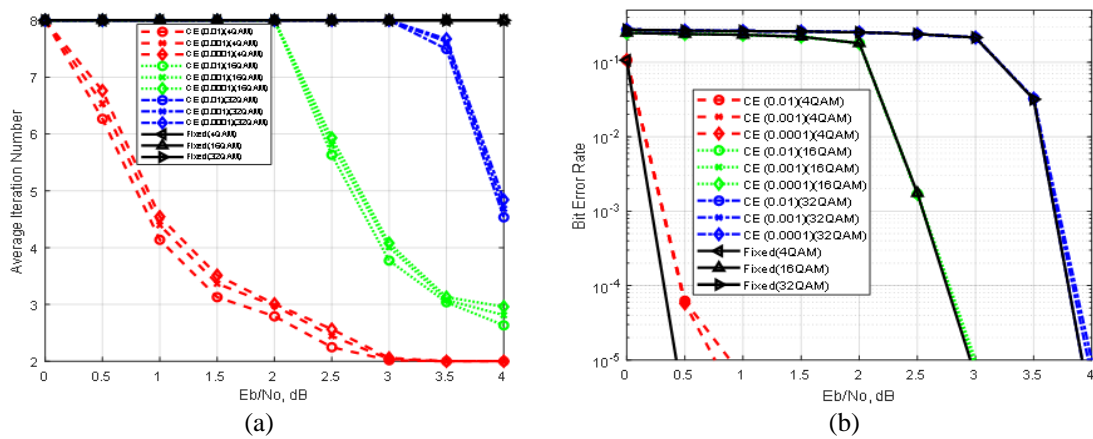 8
7
6
5
4
3
2
Average Iteration Number
0 0.5 1 1.5 2 2.5 3 3.5 4
Eb/No, dB
CE (0.01)(4QAM)
CE (0.001)(4QAM)
CE (0.0001)(4QAM)
CE (0.01)(16QAM)
CE (0.001)(16QAM)
CE (0.0001)(16QAM)
CE (0.01)(32QAM)
CE (0.001)(32QAM)
CE (0.0001)(32QAM)
Fixed(4QAM)
Fixed(16QAM)
Fixed(32QAM)
(a)
10-1
10-2
10-3
10-4
10-5
Bit Error Rate
0 0.5 1 1.5 2 2.5 3 3.5 4
Eb/No, dB
CE (0.01)(4QAM)
CE (0.001)(4QAM)
CE (0.0001)(4QAM)
CE (0.01)(16QAM)
CE (0.001)(16QAM)
CE (0.0001)(16QAM)
CE (0.01)(32QAM)
CE (0.001)(32QAM)
CE (0.0001)(32QAM)
Fixed(4QAM)
Fixed(16QAM)
Fixed(32QAM)
(b)